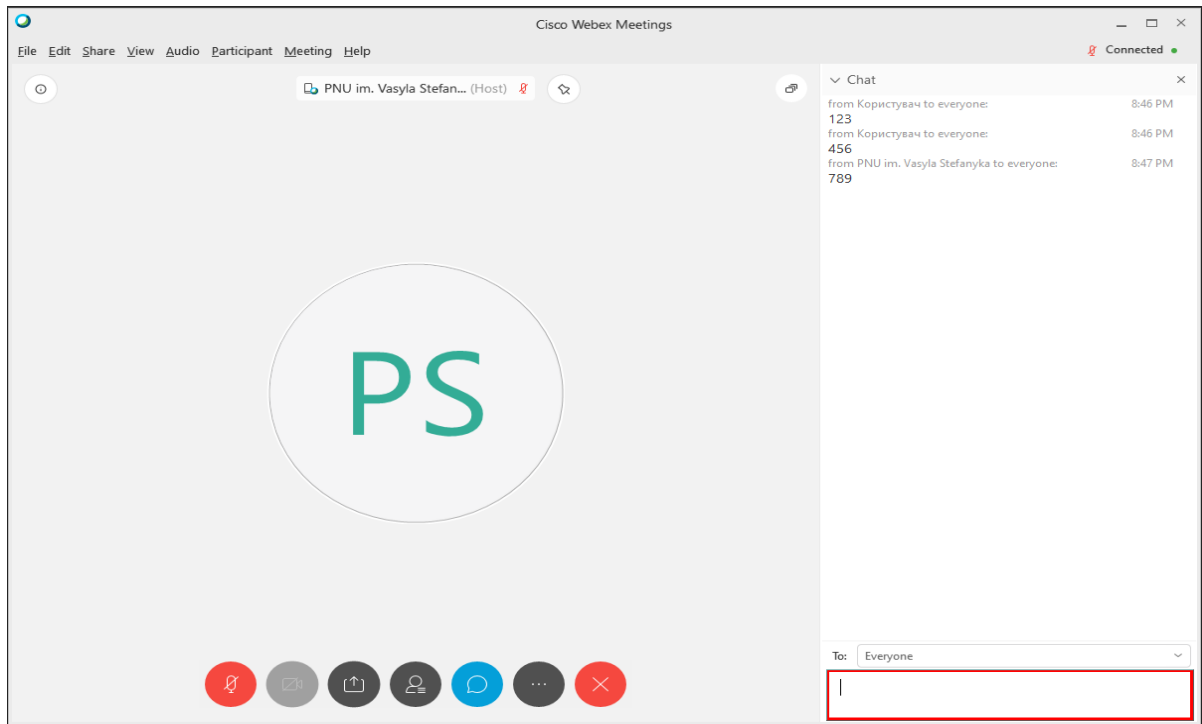 Cisco Webex Meetings
File Edit Share View Audio Participant Meeting Help
Connected
PNU im. Vasyla Stefan... (Host)
Chat
from Користувач to everyone: 8:46 PM
123
from Користувач to everyone: 8:46 PM
456
from PNU im. Vasyla Stefanyka to everyone: 8:47 PM
789
PS
To: Everyone